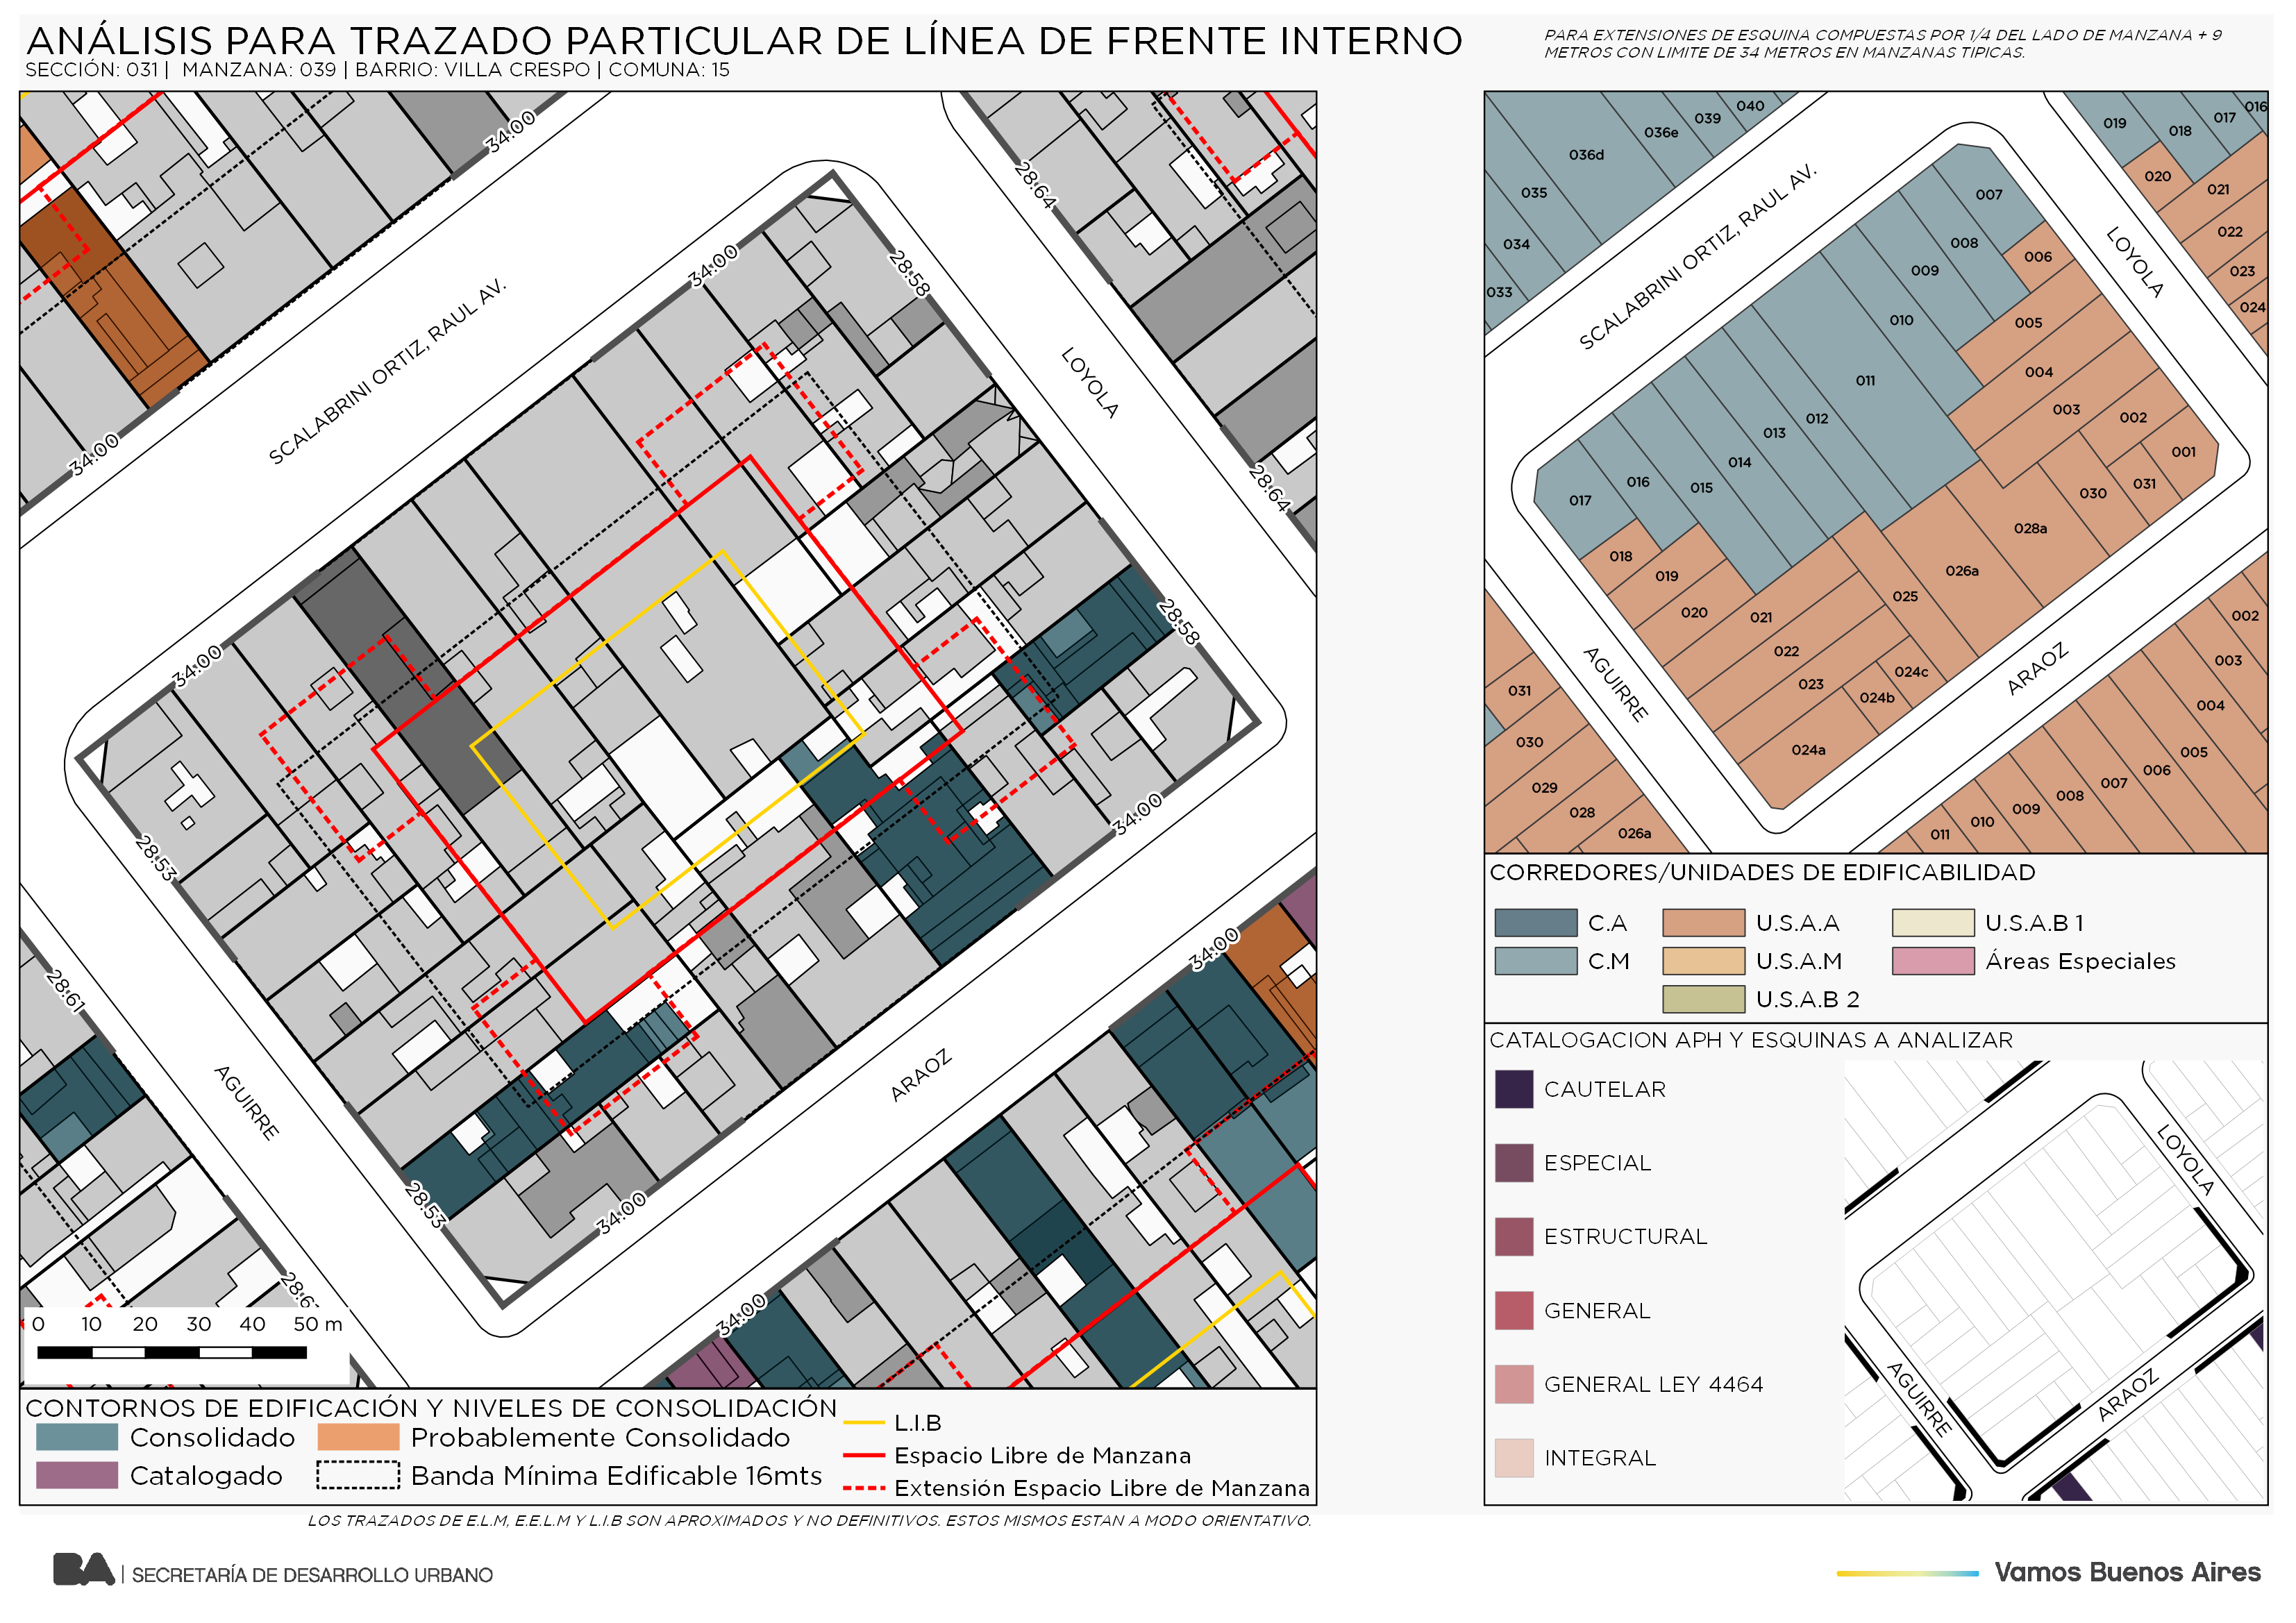 ANÁLISIS PARA TRAZADO PARTICULAR DE LÍNEA DE FRENTE INTERNO
SECCIÓN: 031 | MANZANA: 039 | BARRIO: VILLA CRESPO | COMUNA: 15
PARA EXTENSIONES DE ESQUINA COMPUESTAS POR 1/4 DEL LADO DE MANZANA + 9
METROS CON LIMITE DE 34 METROS EN MANZANAS TIPICAS.
34.00
28.64
34.00
28.58
SCALABRINI ORTIZ, RAUL AV.
LOYOLA
34.00
28.64
34.00
28.58
28.53
34.00
34.00
28.61
AGUIRRE
ARAOZ
28.53
34.00
34.00
0 10 20 30 40 50 m
CONTORNOS DE EDIFICACIÓN Y NIVELES DE CONSOLIDACIÓN
Consolidado
Probablemente Consolidado
Catalogado
Banda Mínima Edificable 16mts
L.I.B
Espacio Libre de Manzana
Extensión Espacio Libre de Manzana
LOS TRAZADOS DE E.L.M, E.E.L.M Y L.I.B SON APROXIMADOS Y NO DEFINITIVOS. ESTOS MISMOS ESTAN A MODO ORIENTATIVO.
040
039
036e
036d
035
034
033
019
018
017
016
020
021
022
023
024
SCALABRINI ORTIZ, RAUL AV.
LOYOLA
007
008
006
009
010
005
011
004
012
003
002
013
001
014
031
016
015
030
017
028a
018
019
026a
020
025
021
022
024c
023
024b
024a
AGUIRRE
ARAOZ
031
030
029
028
026a
002
003
004
005
006
007
008
009
010
011
CORREDORES/UNIDADES DE EDIFICABILIDAD
C.A
U.S.A.A
U.S.A.B 1
C.M
U.S.A.M
Áreas Especiales
U.S.A.B 2
CATALOGACION APH Y ESQUINAS A ANALIZAR
CAUTELAR
ESPECIAL
ESTRUCTURAL
GENERAL
GENERAL LEY 4464
INTEGRAL
LOYOLA
AGUIRRE
ARAOZ
BA | SECRETARÍA DE DESARROLLO URBANO
Vamos Buenos Aires